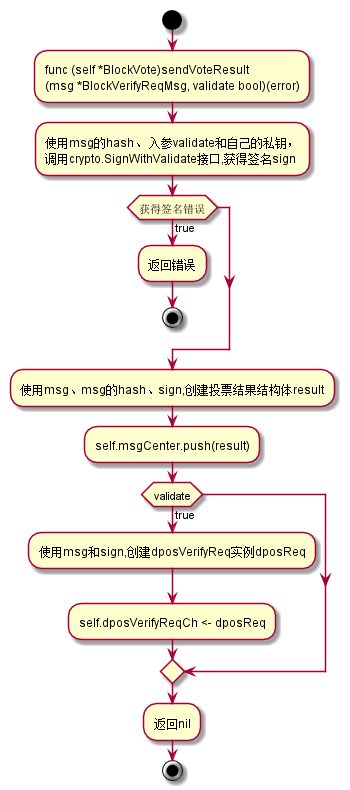 func (self *BlockVote)sendVoteResult
(msg *BlockVerifyReqMsg, validate bool)(error)
使用msg的hash、入参validate和自己的私钥，
调用crypto.SignWithValidate接口,获得签名sign
获得签名错误
true
返回错误
使用msg、msg的hash、sign,创建投票结果结构体result
self.msgCenter.push(result)
validate
true
使用msg和sign,创建dposVerifyReq实例dposReq
self.dposVerifyReqCh <- dposReq
返回nil